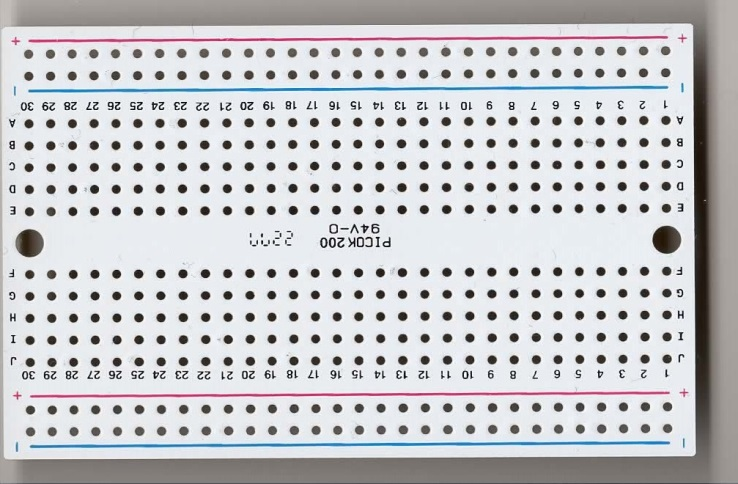 - -
+ +
1 2 3 4 5 6 7 8 9 10 11 12 13 14 15 16 17 18 19 20 21 22 23 24 25 26 27 28 29 30
J J
I I
H H
G G
F F
PICOK200
94V-0
E E
D D
C C
B B
A A
1 2 3 4 5 6 7 8 9 10 11 12 13 14 15 16 17 18 19 20 21 22 23 24 25 26 27 28 29 30
- -
+ +